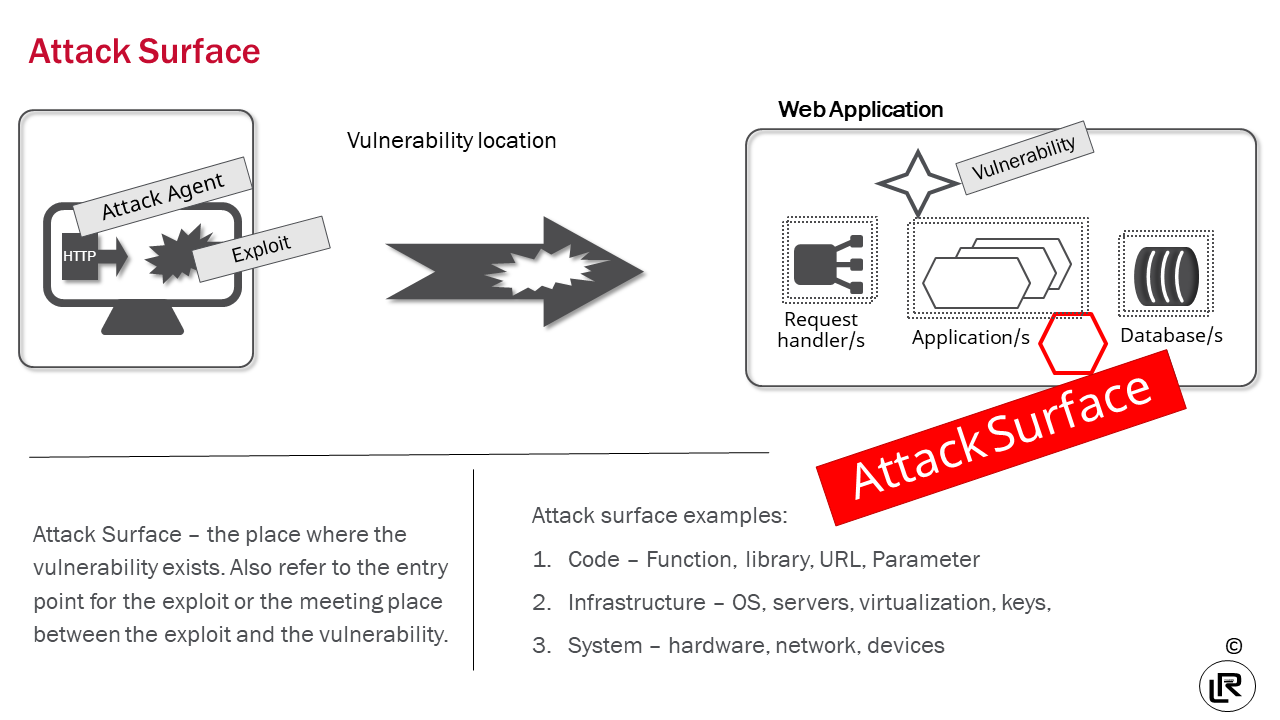 Attack Surface
Vulnerability location
Web Application
Attack Agent
HTTP
Exploit
Vulnerability
Request
handler/s
Application/s
Database/s
Attack Surface
Attack Surface – the place where the
vulnerability exists. Also refer to the entry
point for the exploit or the meeting place
between the exploit and the vulnerability.
Attack surface examples:
1. Code – Function, library, URL, Parameter
2. Infrastructure – OS, servers, virtualization, keys,
3. System – hardware, network, devices
©
LR